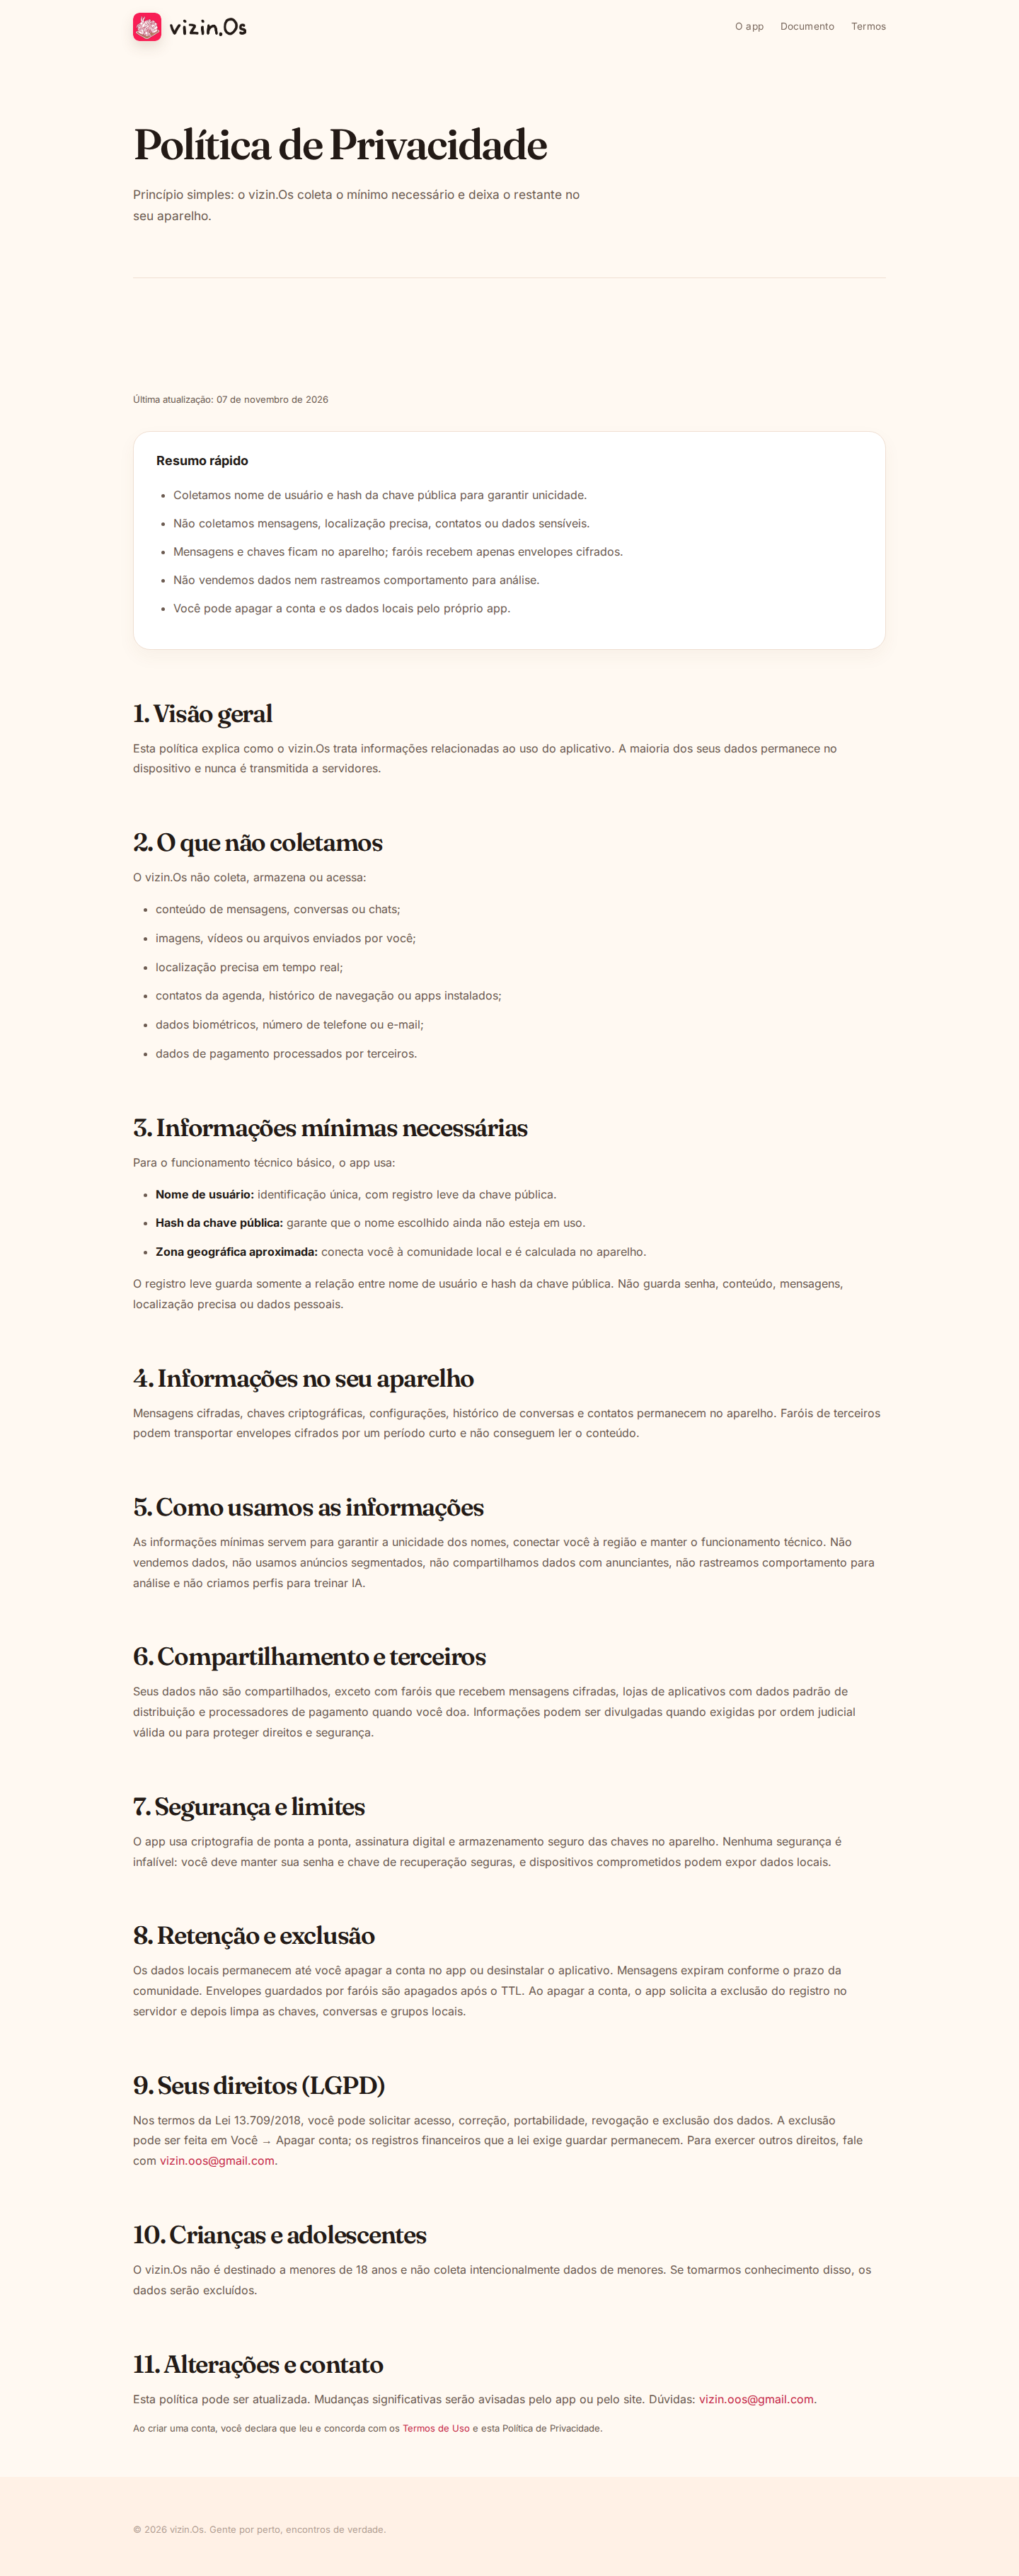 vizin.Os
O app Documento Termos
Política de Privacidade
Princípio simples: o vizin.Os coleta o mínimo necessário e deixa o restante no
seu aparelho.
Última atualização: 07 de novembro de 2026
Resumo rápido
• Coletamos nome de usuário e hash da chave pública para garantir unicidade.
• Não coletamos mensagens, localização precisa, contatos ou dados sensíveis.
• Mensagens e chaves ficam no aparelho; faróis recebem apenas envelopes cifrados.
• Não vendemos dados nem rastreamos comportamento para análise.
• Você pode apagar a conta e os dados locais pelo próprio app.
1. Visão geral
Esta política explica como o vizin.Os trata informações relacionadas ao uso do aplicativo. A maioria dos seus dados permanece no
dispositivo e nunca é transmitida a servidores.
2. O que não coletamos
O vizin.Os não coleta, armazena ou acessa:
• conteúdo de mensagens, conversas ou chats;
• imagens, vídeos ou arquivos enviados por você;
• localização precisa em tempo real;
• contatos da agenda, histórico de navegação ou apps instalados;
• dados biométricos, número de telefone ou e-mail;
• dados de pagamento processados por terceiros.
3. Informações mínimas necessárias
Para o funcionamento técnico básico, o app usa:
• Nome de usuário: identificação única, com registro leve da chave pública.
• Hash da chave pública: garante que o nome escolhido ainda não esteja em uso.
• Zona geográfica aproximada: conecta você à comunidade local e é calculada no aparelho.
O registro leve guarda somente a relação entre nome de usuário e hash da chave pública. Não guarda senha, conteúdo, mensagens,
localização precisa ou dados pessoais.
4. Informações no seu aparelho
Mensagens cifradas, chaves criptográficas, configurações, histórico de conversas e contatos permanecem no aparelho. Faróis de terceiros
podem transportar envelopes cifrados por um período curto e não conseguem ler o conteúdo.
5. Como usamos as informações
As informações mínimas servem para garantir a unicidade dos nomes, conectar você à região e manter o funcionamento técnico. Não
vendemos dados, não usamos anúncios segmentados, não compartilhamos dados com anunciantes, não rastreamos comportamento para
análise e não criamos perfis para treinar IA.
6. Compartilhamento e terceiros
Seus dados não são compartilhados, exceto com faróis que recebem mensagens cifradas, lojas de aplicativos com dados padrão de
distribuição e processadores de pagamento quando você doa. Informações podem ser divulgadas quando exigidas por ordem judicial
válida ou para proteger direitos e segurança.
7. Segurança e limites
O app usa criptografia de ponta a ponta, assinatura digital e armazenamento seguro das chaves no aparelho. Nenhuma segurança é
infalível: você deve manter sua senha e chave de recuperação seguras, e dispositivos comprometidos podem expor dados locais.
8. Retenção e exclusão
Os dados locais permanecem até você apagar a conta no app ou desinstalar o aplicativo. Mensagens expiram conforme o prazo da
comunidade. Envelopes guardados por faróis são apagados após o TTL. Ao apagar a conta, o app solicita a exclusão do registro no
servidor e depois limpa as chaves, conversas e grupos locais.
9. Seus direitos (LGPD)
Nos termos da Lei 13.709/2018, você pode solicitar acesso, correção, portabilidade, revogação e exclusão dos dados. A exclusão
pode ser feita em Você → Apagar conta; os registros financeiros que a lei exige guardar permanecem. Para exercer outros direitos, fale
com vizin.oos@gmail.com.
10. Crianças e adolescentes
O vizin.Os não é destinado a menores de 18 anos e não coleta intencionalmente dados de menores. Se tomarmos conhecimento disso, os
dados serão excluídos.
11. Alterações e contato
Esta política pode ser atualizada. Mudanças significativas serão avisadas pelo app ou pelo site. Dúvidas: vizin.oos@gmail.com.
Ao criar uma conta, você declara que leu e concorda com os Termos de Uso e esta Política de Privacidade.
© 2026 vizin.Os. Gente por perto, encontros de verdade.